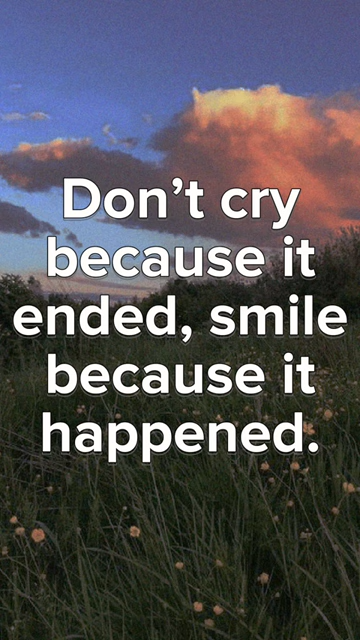 Don’t cry
because it
ended, smile
because it
happened.